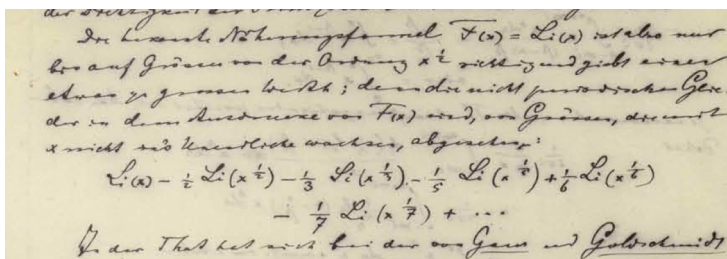 der Dichtigkeit der
Die bekannte Näherungsformel F(x) = Li(x) ist also nur
bis auf Grössen von der Ordnung x^½ richtig und giebt einen
etwas zu grossen Werth; denn die nicht periodischen Glie-
der in dem Ausdrucke von F(x) sind, von Grössen, die mit
x nicht in's Unendliche wachsen, abgesehen:
Li(x) − ½ Li(x^½) − ⅓ Li(x^⅓) − ⅕ Li(x^⅕) + ⅙ Li(x^⅙)
− 1/7 Li(x^1/7) + ···
In der That hat sich bei der von Gauss und Goldschmidt